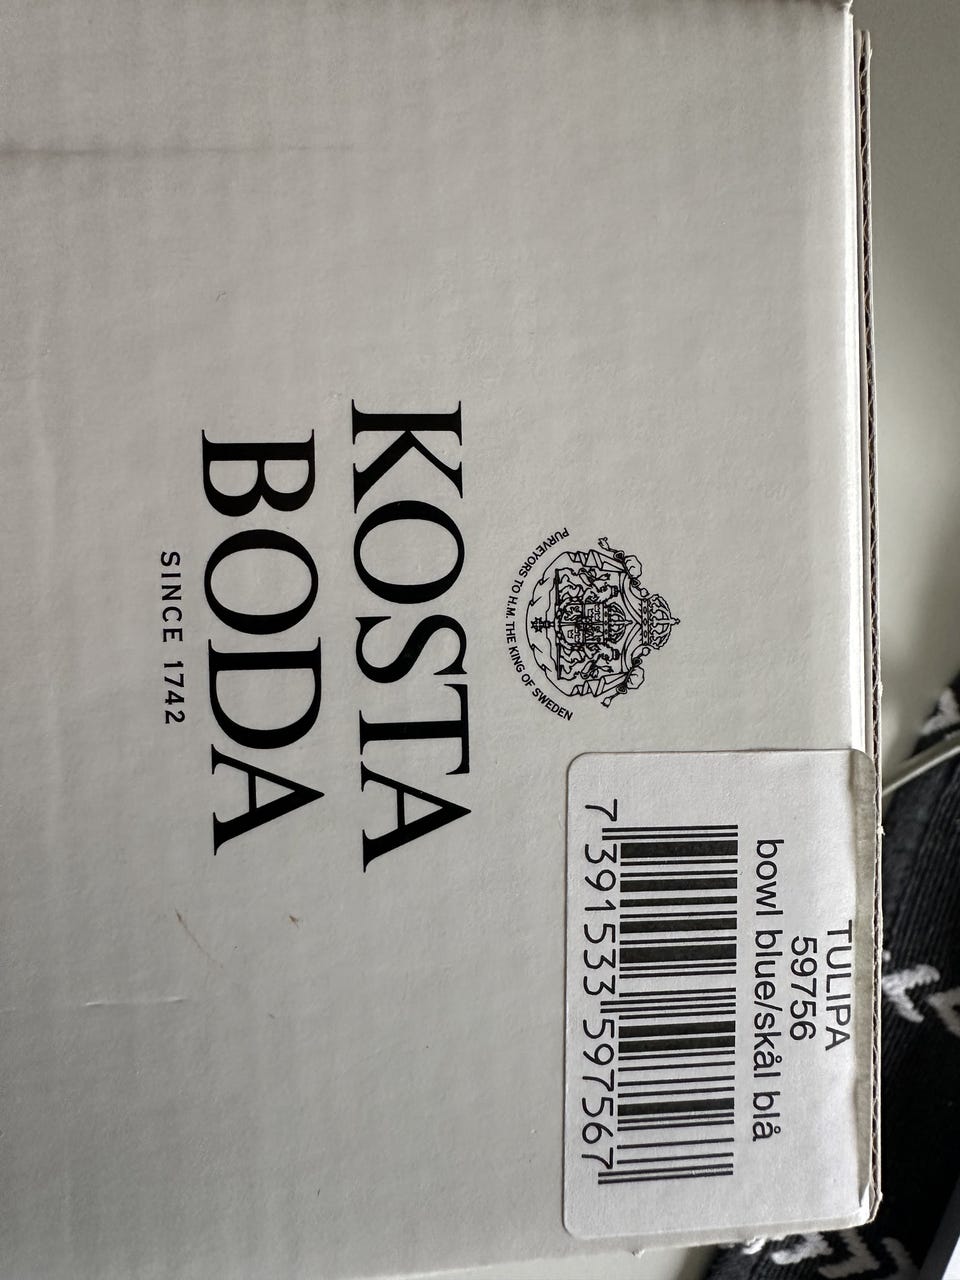 PURVEYORS TO H.M. THE KING OF SWEDEN
KOSTA
BODA
SINCE 1742
TULIPA
59756
bowl blue/skål blå
7 391533 597567